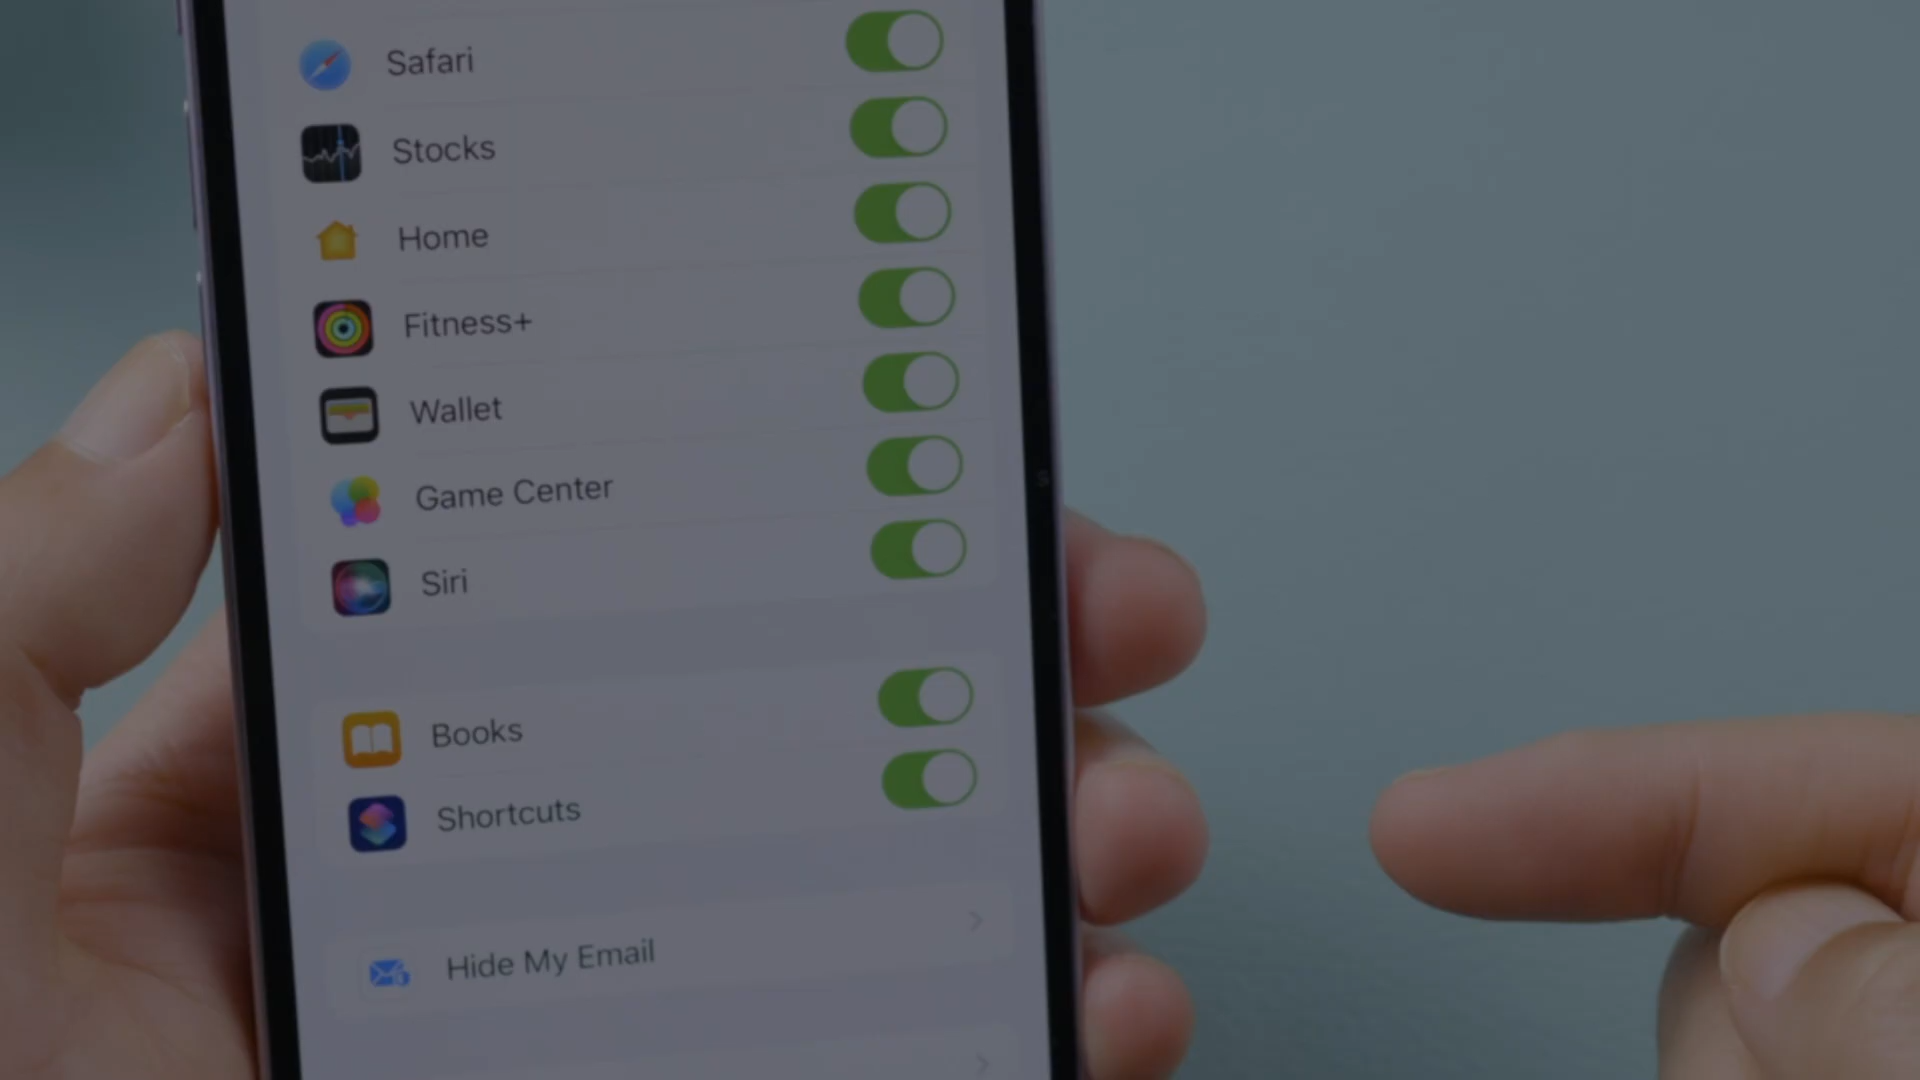 Safari
Stocks
Home
Fitness+
Wallet
Game Center
Siri
Books
Shortcuts
Hide My Email